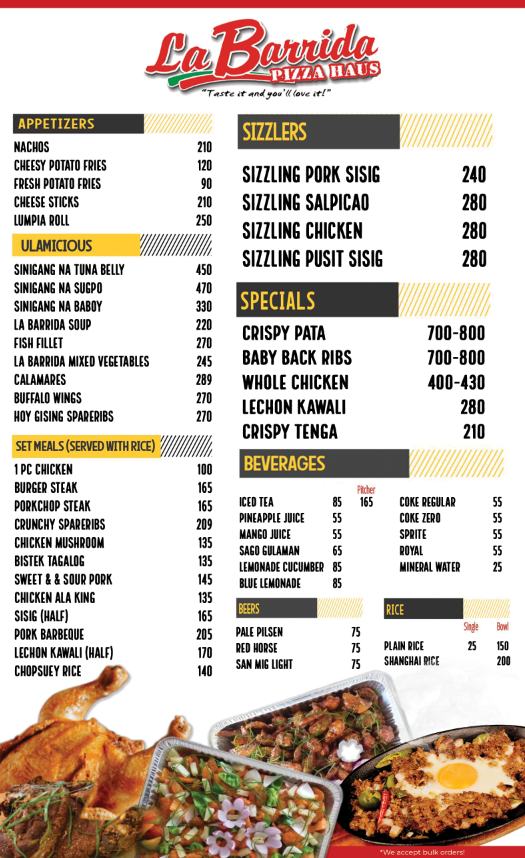 La Barrida
PIZZA HAUS
"Taste it and you'll love it!"
APPETIZERS
NACHOS 210
CHEESY POTATO FRIES 120
FRESH POTATO FRIES 90
CHEESE STICKS 210
LUMPIA ROLL 250
ULAMICIOUS
SINIGANG NA TUNA BELLY 450
SINIGANG NA SUGPO 470
SINIGANG NA BABOY 330
LA BARRIDA SOUP 220
FISH FILLET 270
LA BARRIDA MIXED VEGETABLES 245
CALAMARES 289
BUFFALO WINGS 270
HOY GISING SPARERIBS 270
SET MEALS (SERVED WITH RICE)
1 PC CHICKEN 100
BURGER STEAK 165
PORKCHOP STEAK 165
CRUNCHY SPARERIBS 209
CHICKEN MUSHROOM 135
BISTEK TAGALOG 135
SWEET & & SOUR PORK 145
CHICKEN ALA KING 135
SISIG (HALF) 165
PORK BARBEQUE 205
LECHON KAWALI (HALF) 170
CHOPSUEY RICE 140
SIZZLERS
SIZZLING PORK SISIG 240
SIZZLING SALPICAO 280
SIZZLING CHICKEN 280
SIZZLING PUSIT SISIG 280
SPECIALS
CRISPY PATA 700-800
BABY BACK RIBS 700-800
WHOLE CHICKEN 400-430
LECHON KAWALI 280
CRISPY TENGA 210
BEVERAGES
Pitcher
ICED TEA 85 165
PINEAPPLE JUICE 55
MANGO JUICE 55
SAGO GULAMAN 65
LEMONADE CUCUMBER 85
BLUE LEMONADE 85
COKE REGULAR 55
COKE ZERO 55
SPRITE 55
ROYAL 55
MINERAL WATER 25
BEERS
PALE PILSEN 75
RED HORSE 75
SAN MIG LIGHT 75
RICE
Single Bowl
PLAIN RICE 25 150
SHANGHAI RICE 200
*We accept bulk orders!